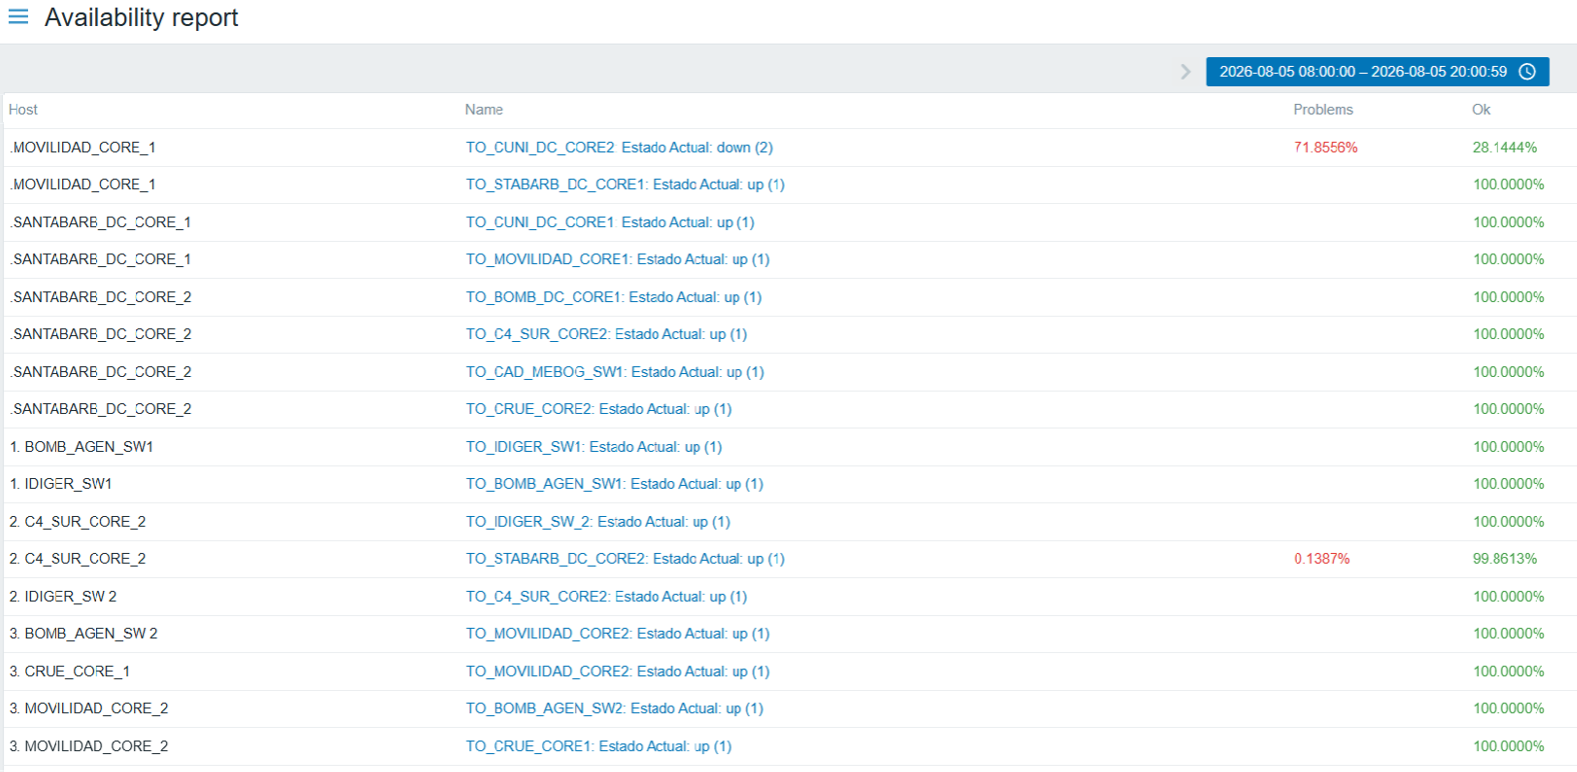 Availability report
2026-08-05 08:00:00 – 2026-08-05 20:00:59
Host Name Problems Ok
.MOVILIDAD_CORE_1 TO_CUNI_DC_CORE2 Estado Actual: down (2) 71.8556% 28.1444%
.MOVILIDAD_CORE_1 TO_STABARB_DC_CORE1: Estado Actual: up (1) 100.0000%
.SANTABARB_DC_CORE_1 TO_CUNI_DC_CORE1 Estado Actual: up (1) 100.0000%
.SANTABARB_DC_CORE_1 TO_MOVILIDAD_CORE1: Estado Actual: up (1) 100.0000%
.SANTABARB_DC_CORE_2 TO_BOMB_DC_CORE1: Estado Actual: up (1) 100.0000%
.SANTABARB_DC_CORE_2 TO_C4_SUR_CORE2: Estado Actual: up (1) 100.0000%
.SANTABARB_DC_CORE_2 TO_CAD_MEBOG_SW1: Estado Actual: up (1) 100.0000%
.SANTABARB_DC_CORE_2 TO_CRUE_CORE2: Estado Actual: up (1) 100.0000%
1. BOMB_AGEN_SW1 TO_IDIGER_SW1: Estado Actual: up (1) 100.0000%
1. IDIGER_SW1 TO_BOMB_AGEN_SW1: Estado Actual: up (1) 100.0000%
2. C4_SUR_CORE_2 TO_IDIGER_SW_2: Estado Actual: up (1) 100.0000%
2. C4_SUR_CORE_2 TO_STABARB_DC_CORE2: Estado Actual: up (1) 0.1387% 99.8613%
2. IDIGER_SW 2 TO_C4_SUR_CORE2: Estado Actual: up (1) 100.0000%
3. BOMB_AGEN_SW 2 TO_MOVILIDAD_CORE2: Estado Actual: up (1) 100.0000%
3. CRUE_CORE_1 TO_MOVILIDAD_CORE2: Estado Actual: up (1) 100.0000%
3. MOVILIDAD_CORE_2 TO_BOMB_AGEN_SW2: Estado Actual: up (1) 100.0000%
3. MOVILIDAD_CORE_2 TO_CRUE_CORE1: Estado Actual: up (1) 100.0000%